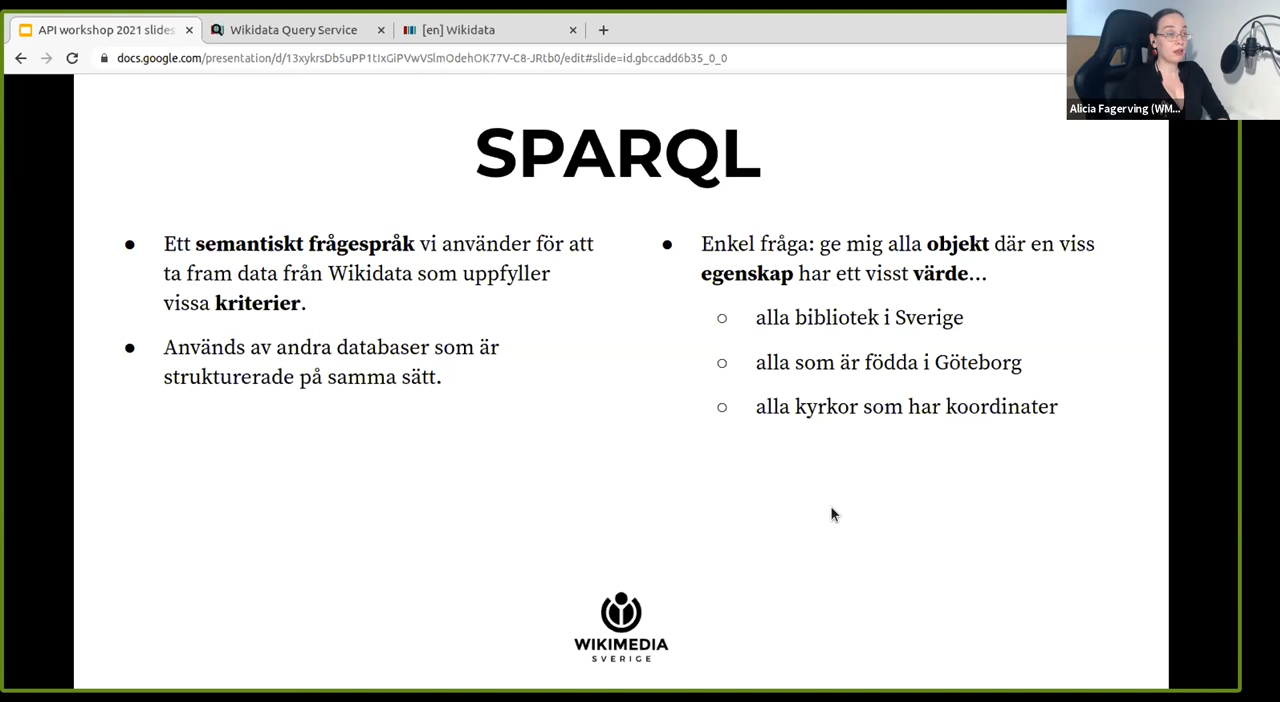 API workshop 2021 slides
Wikidata Query Service
[en] Wikidata
docs.google.com/presentation/d/13xykrsDb5uPP1tIxGiPVwVSlmOdehOK77V-C8-JRtb0/edit#slide=id.gbccadd6b35_0_0
Alicia Fagerving (WM...
SPARQL
● Ett semantiskt frågespråk vi använder för att
ta fram data från Wikidata som uppfyller
vissa kriterier.
● Används av andra databaser som är
strukturerade på samma sätt.
● Enkel fråga: ge mig alla objekt där en viss
egenskap har ett visst värde...
○ alla bibliotek i Sverige
○ alla som är födda i Göteborg
○ alla kyrkor som har koordinater
WIKIMEDIA
SVERIGE